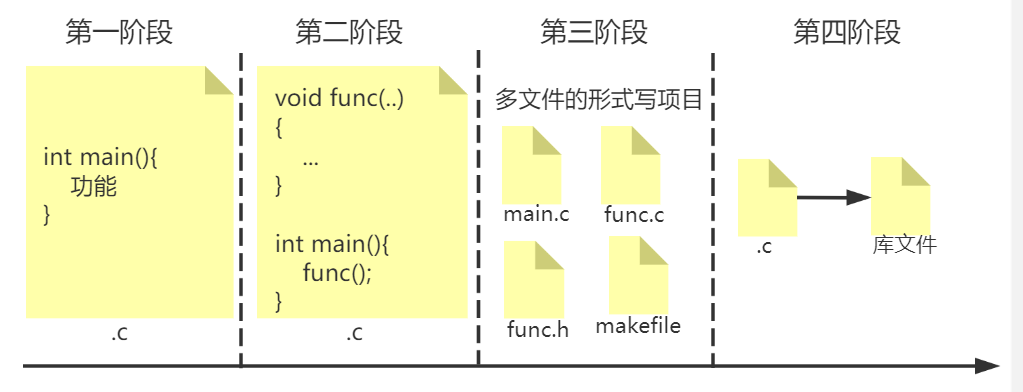 第一阶段
第二阶段
第三阶段
第四阶段
int main(){
功能
}
.c
void func(..)
{
...
}
int main(){
func();
}
.c
多文件的形式写项目
main.c
func.c
func.h
makefile
.c
库文件